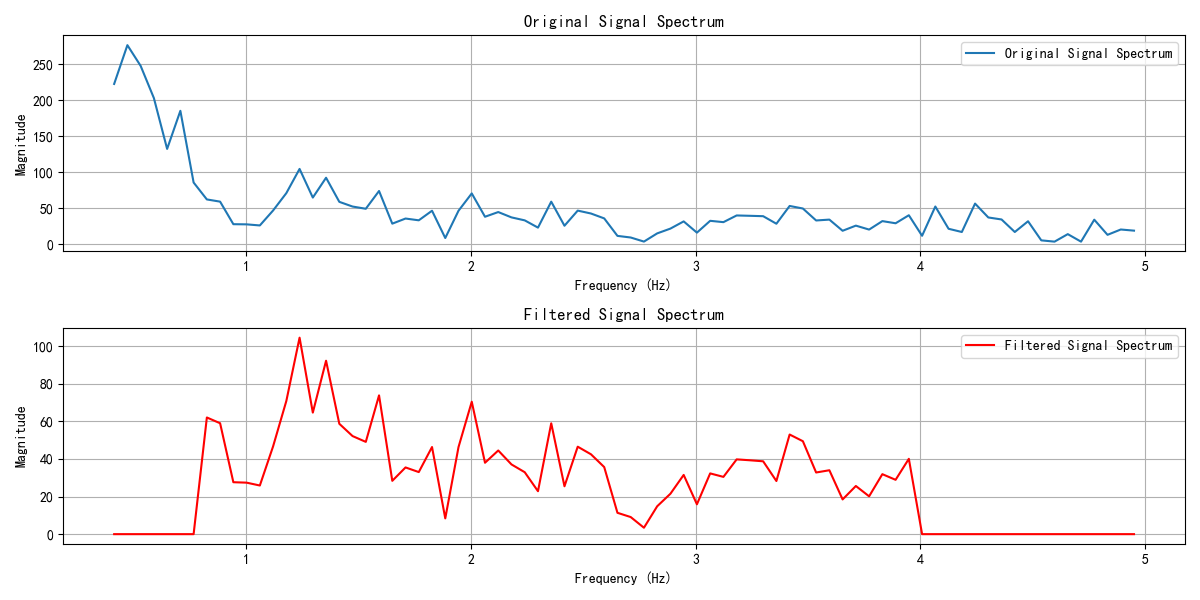 Original Signal Spectrum
Original Signal Spectrum
250
200
150
100
50
0
Magnitude
1 2 3 4 5
Frequency (Hz)
Filtered Signal Spectrum
Filtered Signal Spectrum
100
80
60
40
20
0
Magnitude
1 2 3 4 5
Frequency (Hz)